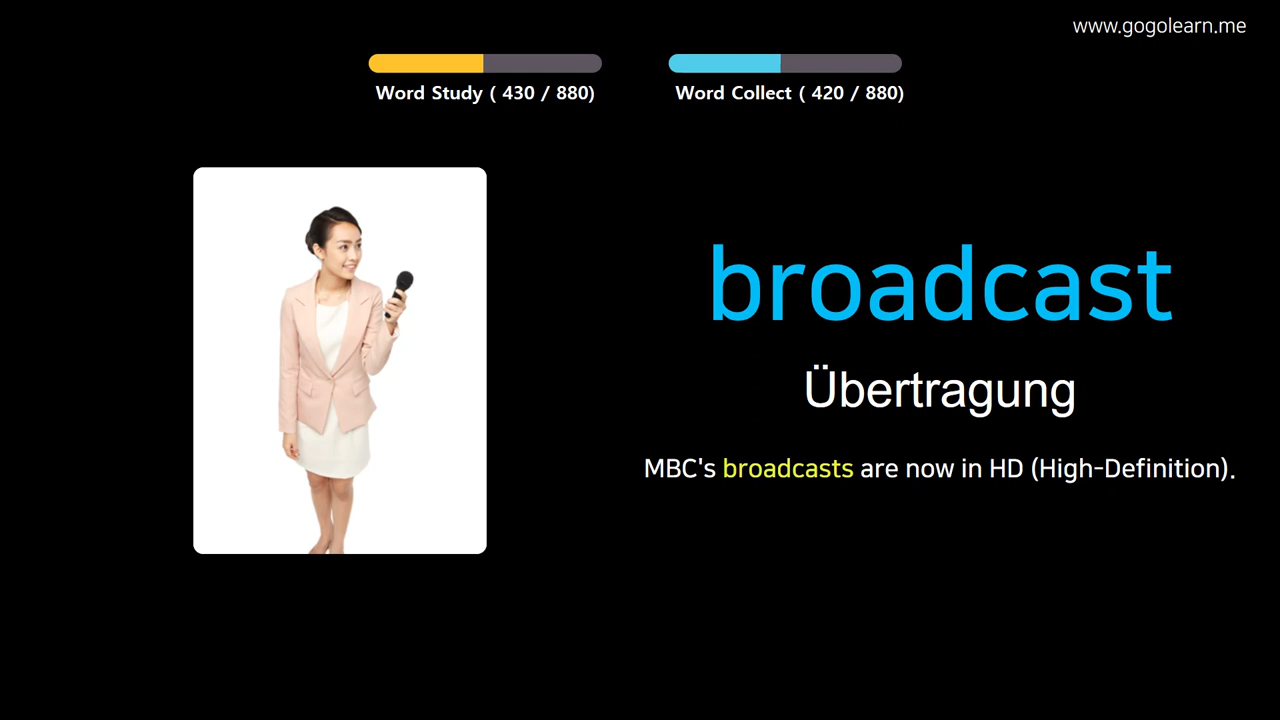 www.gogolearn.me
Word Study ( 430 / 880)
Word Collect ( 420 / 880)
broadcast
Übertragung
MBC's broadcasts are now in HD (High-Definition).